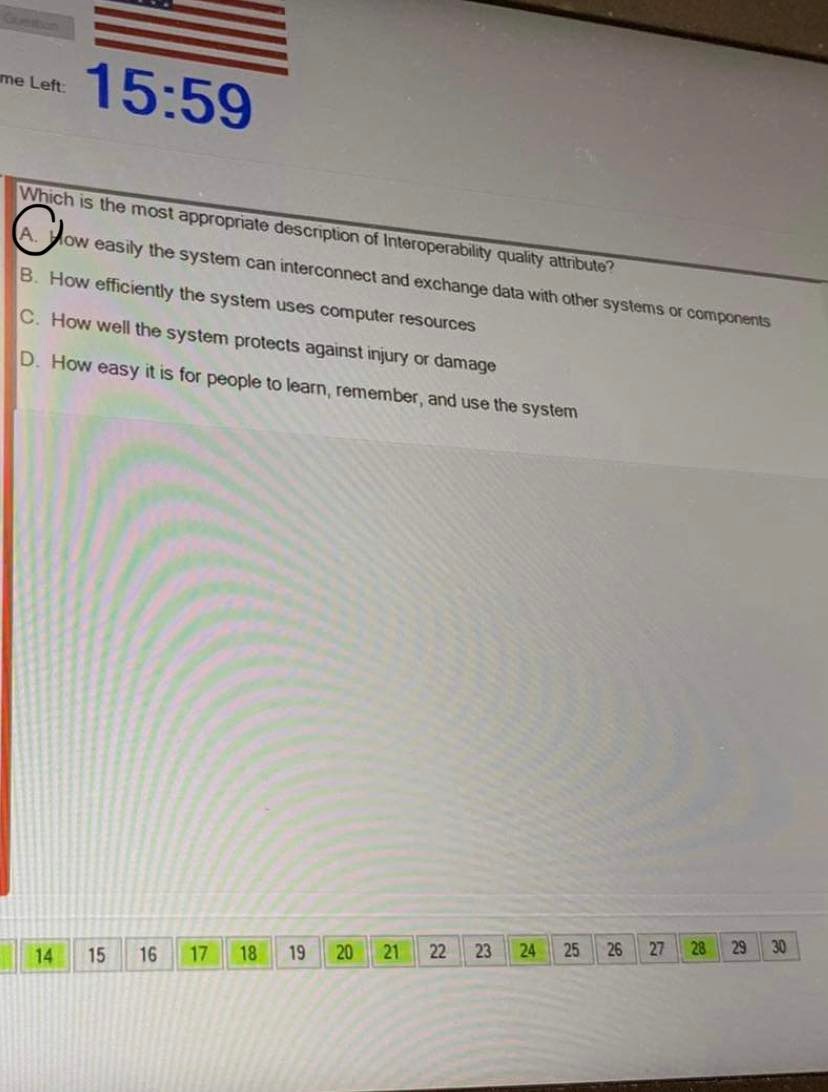 Question
me Left: 15:59
Which is the most appropriate description of Interoperability quality attribute?
A. How easily the system can interconnect and exchange data with other systems or components
B. How efficiently the system uses computer resources
C. How well the system protects against injury or damage
D. How easy it is for people to learn, remember, and use the system
14 15 16 17 18 19 20 21 22 23 24 25 26 27 28 29 30